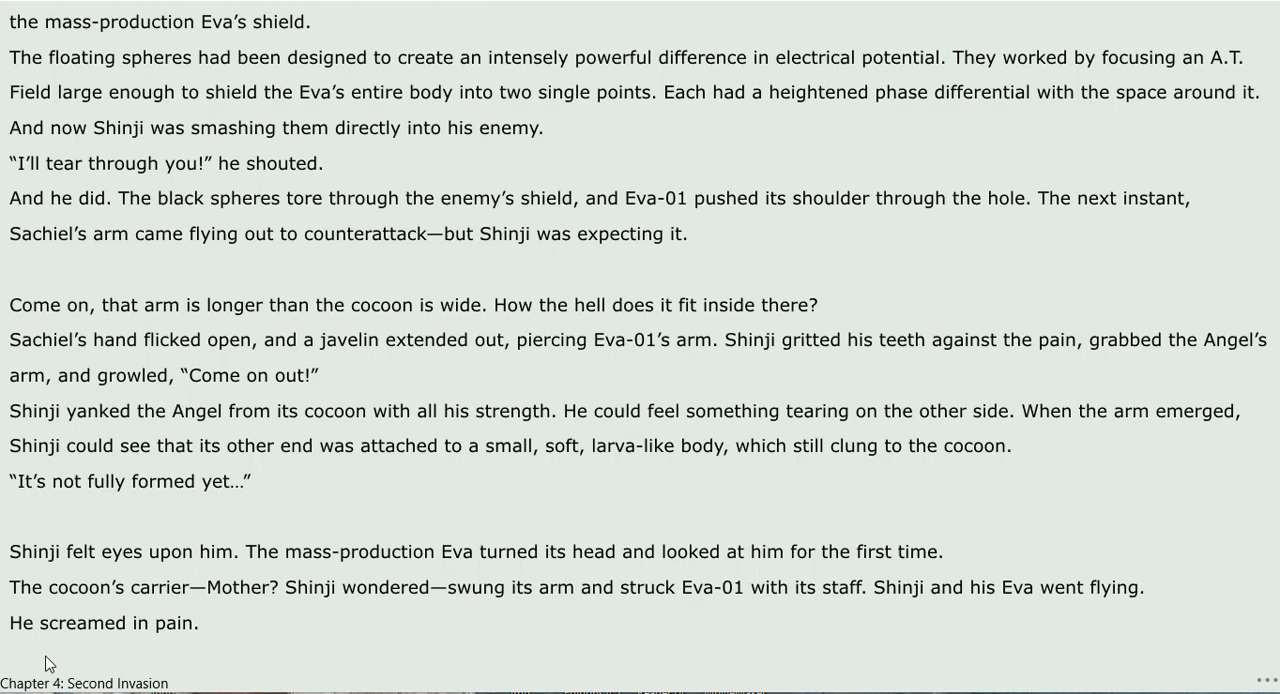 the mass-production Eva’s shield.
The floating spheres had been designed to create an intensely powerful difference in electrical potential. They worked by focusing an A.T.
Field large enough to shield the Eva’s entire body into two single points. Each had a heightened phase differential with the space around it.
And now Shinji was smashing them directly into his enemy.
“I’ll tear through you!” he shouted.
And he did. The black spheres tore through the enemy’s shield, and Eva-01 pushed its shoulder through the hole. The next instant,
Sachiel’s arm came flying out to counterattack—but Shinji was expecting it.
Come on, that arm is longer than the cocoon is wide. How the hell does it fit inside there?
Sachiel’s hand flicked open, and a javelin extended out, piercing Eva-01’s arm. Shinji gritted his teeth against the pain, grabbed the Angel’s
arm, and growled, “Come on out!”
Shinji yanked the Angel from its cocoon with all his strength. He could feel something tearing on the other side. When the arm emerged,
Shinji could see that its other end was attached to a small, soft, larva-like body, which still clung to the cocoon.
“It’s not fully formed yet…”
Shinji felt eyes upon him. The mass-production Eva turned its head and looked at him for the first time.
The cocoon’s carrier—Mother? Shinji wondered—swung its arm and struck Eva-01 with its staff. Shinji and his Eva went flying.
He screamed in pain.
Chapter 4: Second Invasion